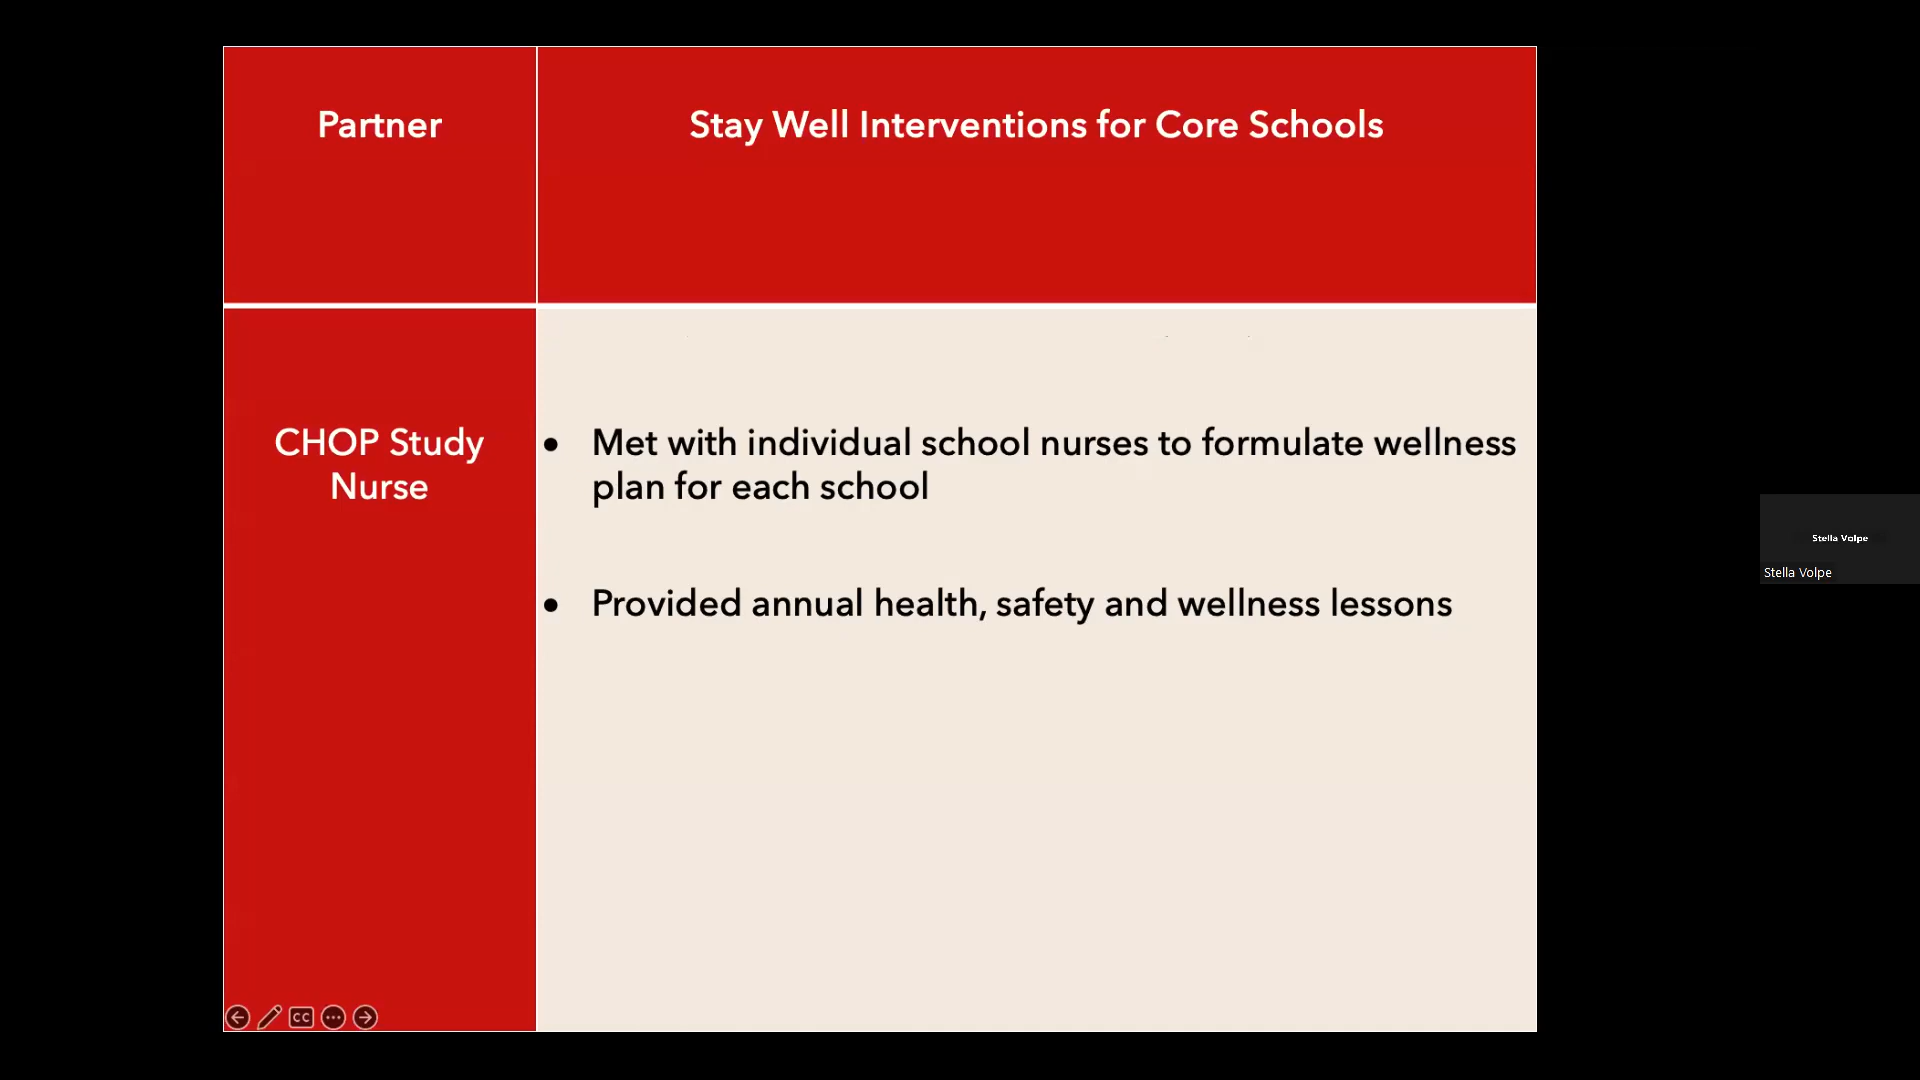 Partner
Stay Well Interventions for Core Schools
CHOP Study
Nurse
• Met with individual school nurses to formulate wellness
plan for each school
• Provided annual health, safety and wellness lessons
CC
Stella Volpe
Stella Volpe